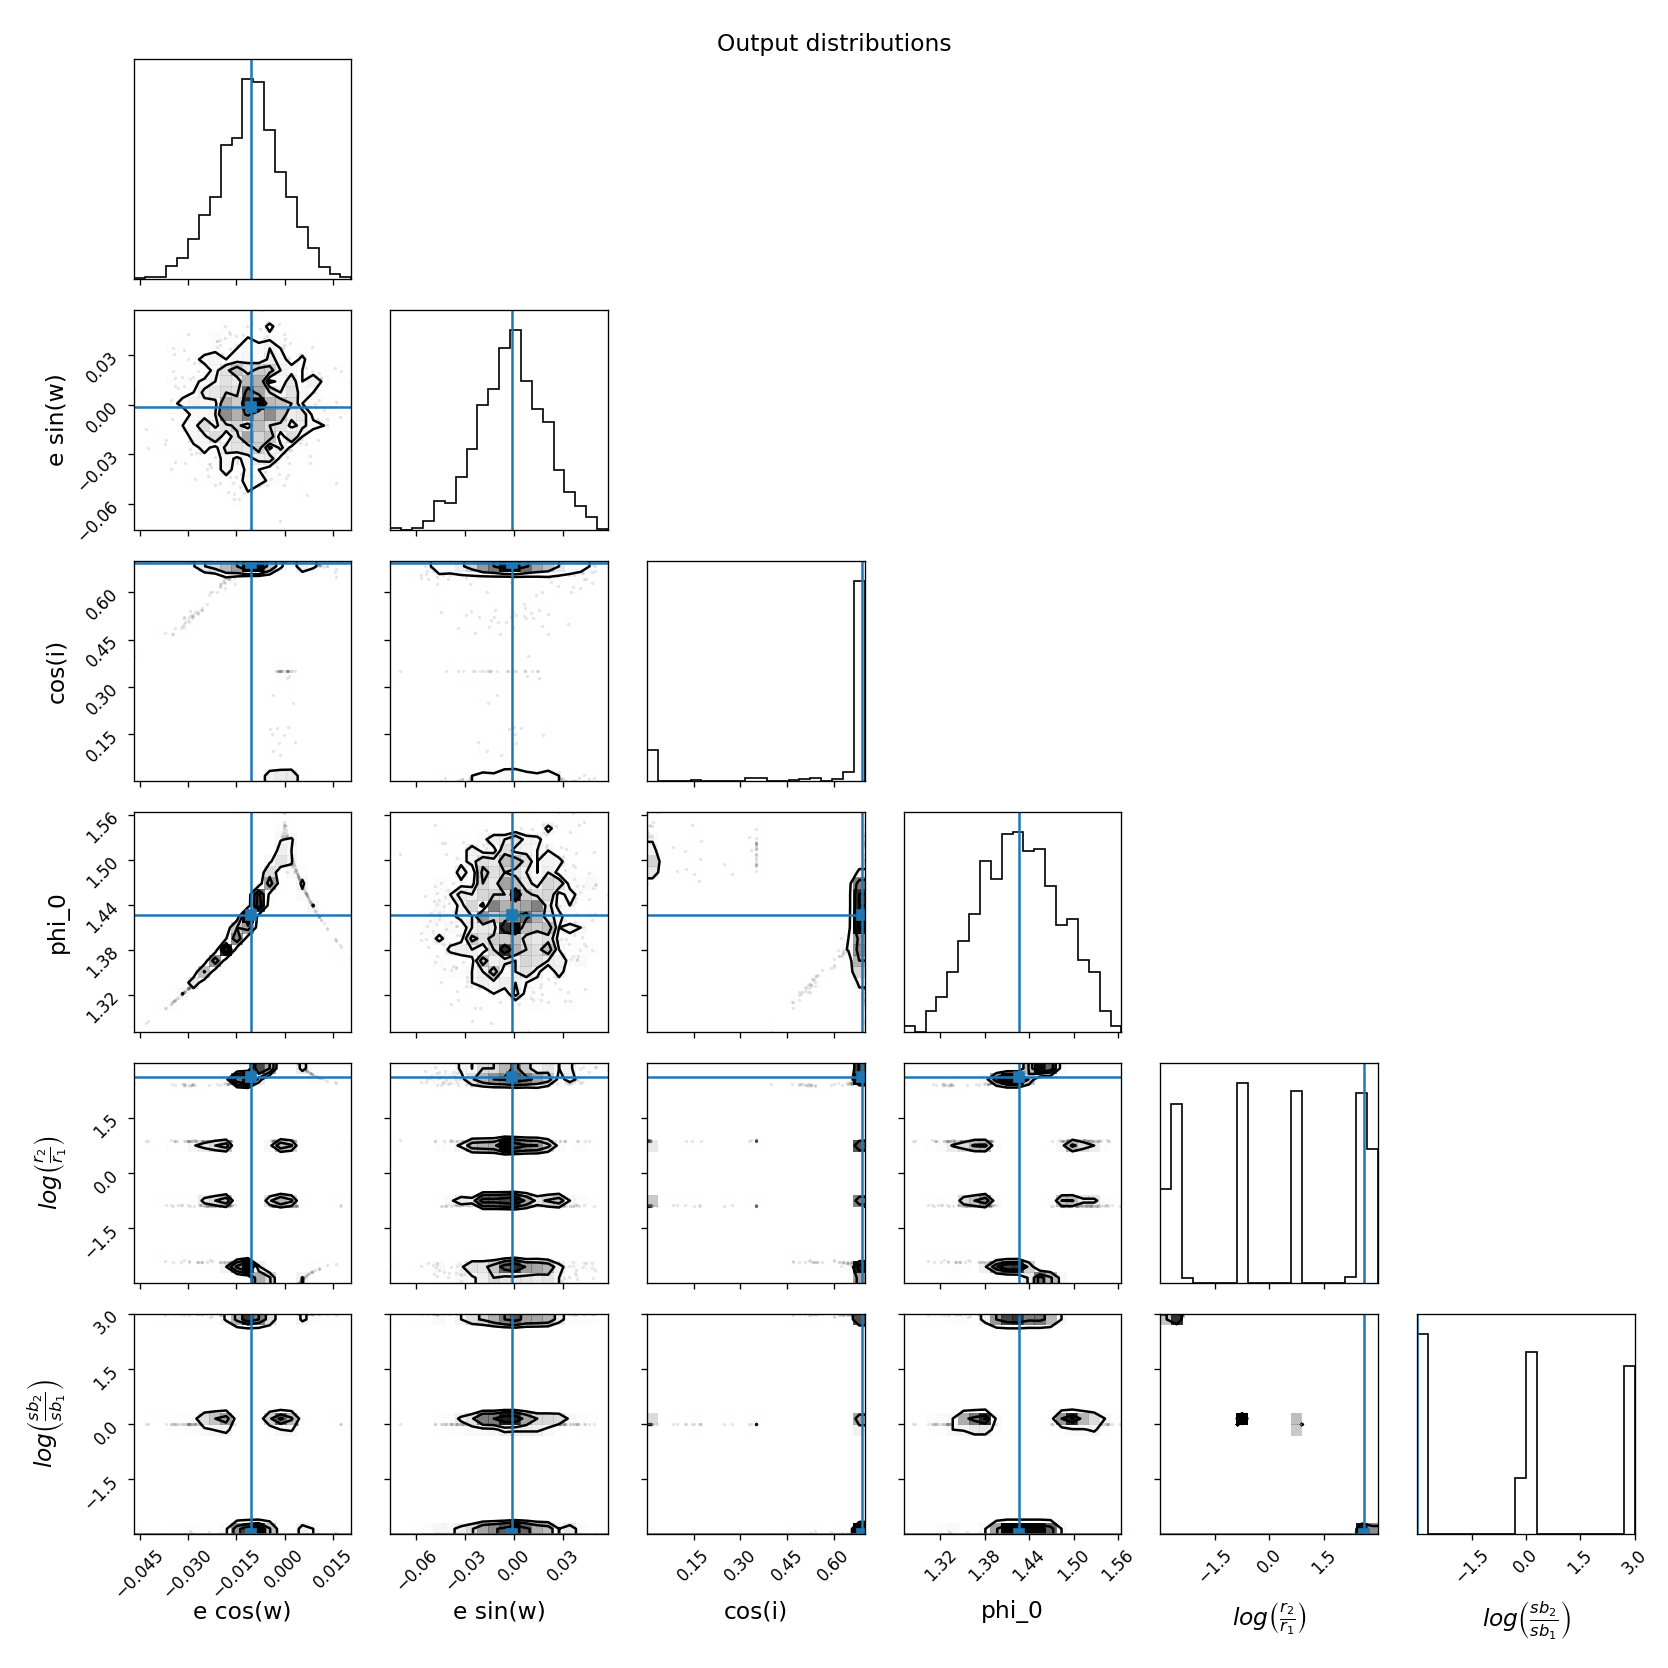 Output distributions
e sin(w)
0.03
0.00
−0.03
−0.06
cos(i)
0.60
0.45
0.30
0.15
phi_0
1.56
1.50
1.44
1.38
1.32
log(r₂/r₁)
1.5
0.0
−1.5
log(sb₂/sb₁)
3.0
1.5
0.0
−1.5
−0.045 −0.030 −0.015 0.000 0.015
−0.06 −0.03 0.00 0.03
0.15 0.30 0.45 0.60
1.32 1.38 1.44 1.50 1.56
−1.5 0.0 1.5
−1.5 0.0 1.5 3.0
e cos(w) e sin(w) cos(i) phi_0 log(r₂/r₁) log(sb₂/sb₁)